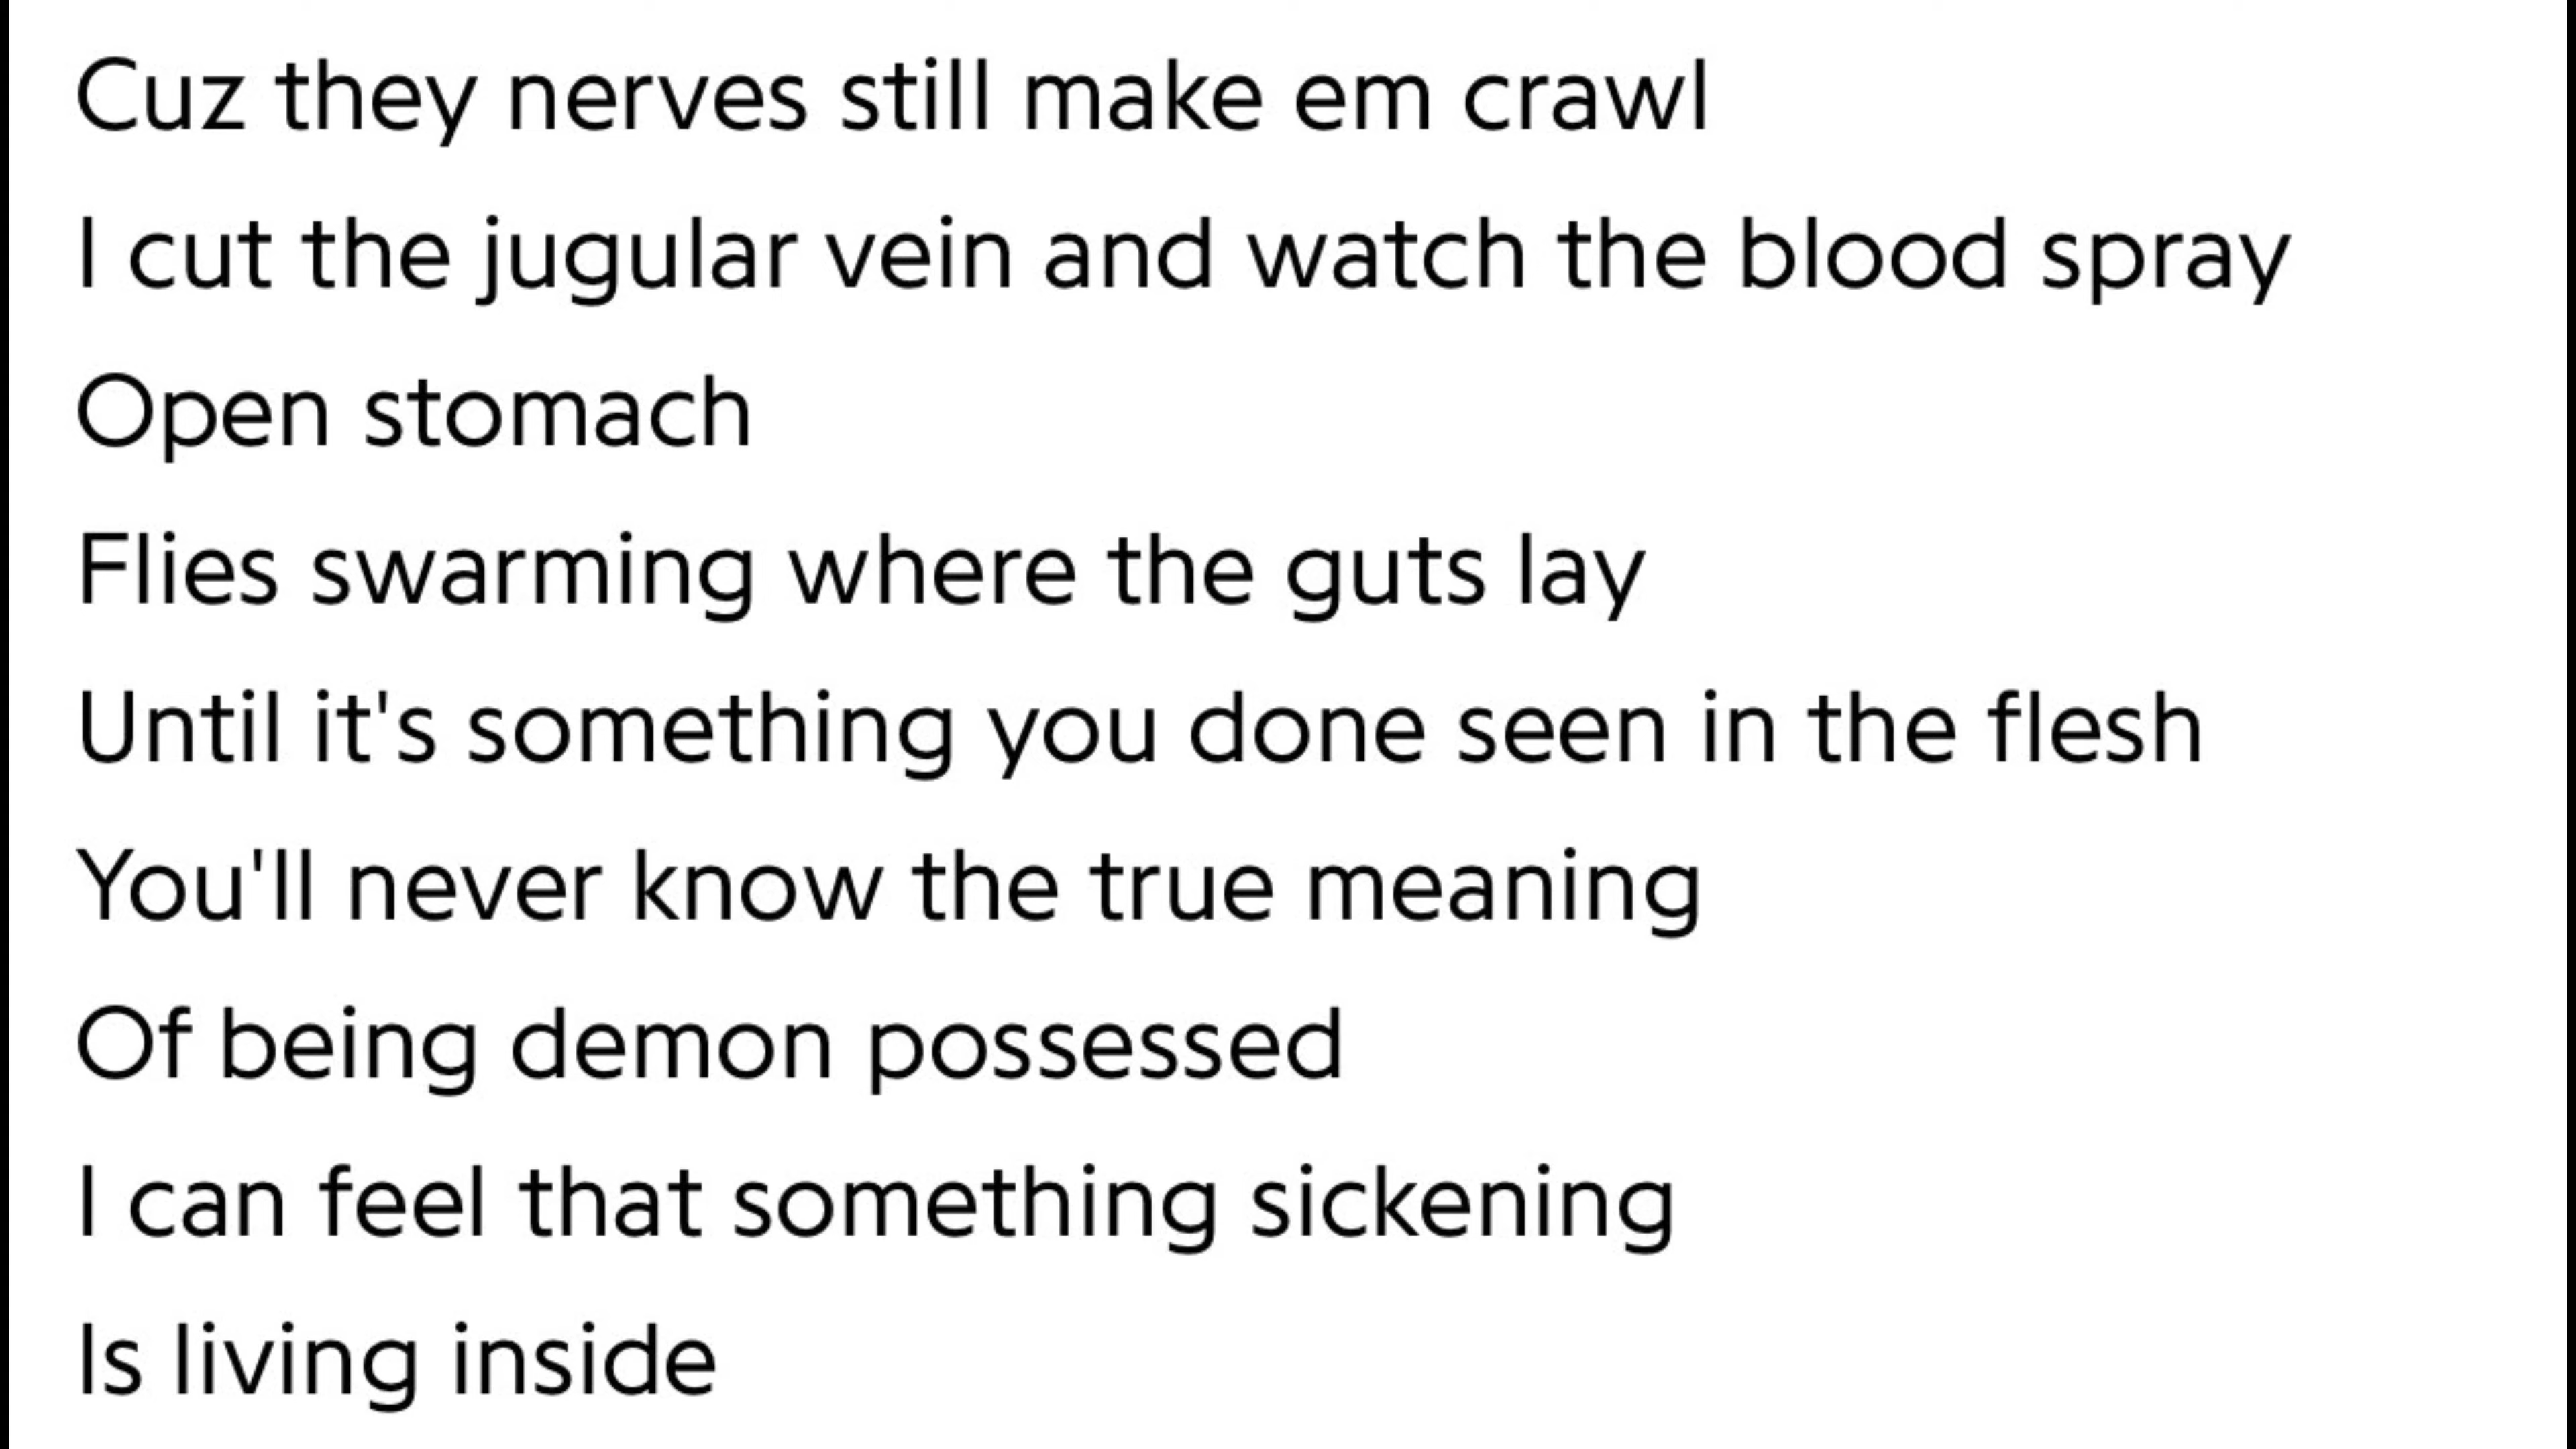 Cuz they nerves still make em crawl
I cut the jugular vein and watch the blood spray
Open stomach
Flies swarming where the guts lay
Until it's something you done seen in the flesh
You'll never know the true meaning
Of being demon possessed
I can feel that something sickening
Is living inside